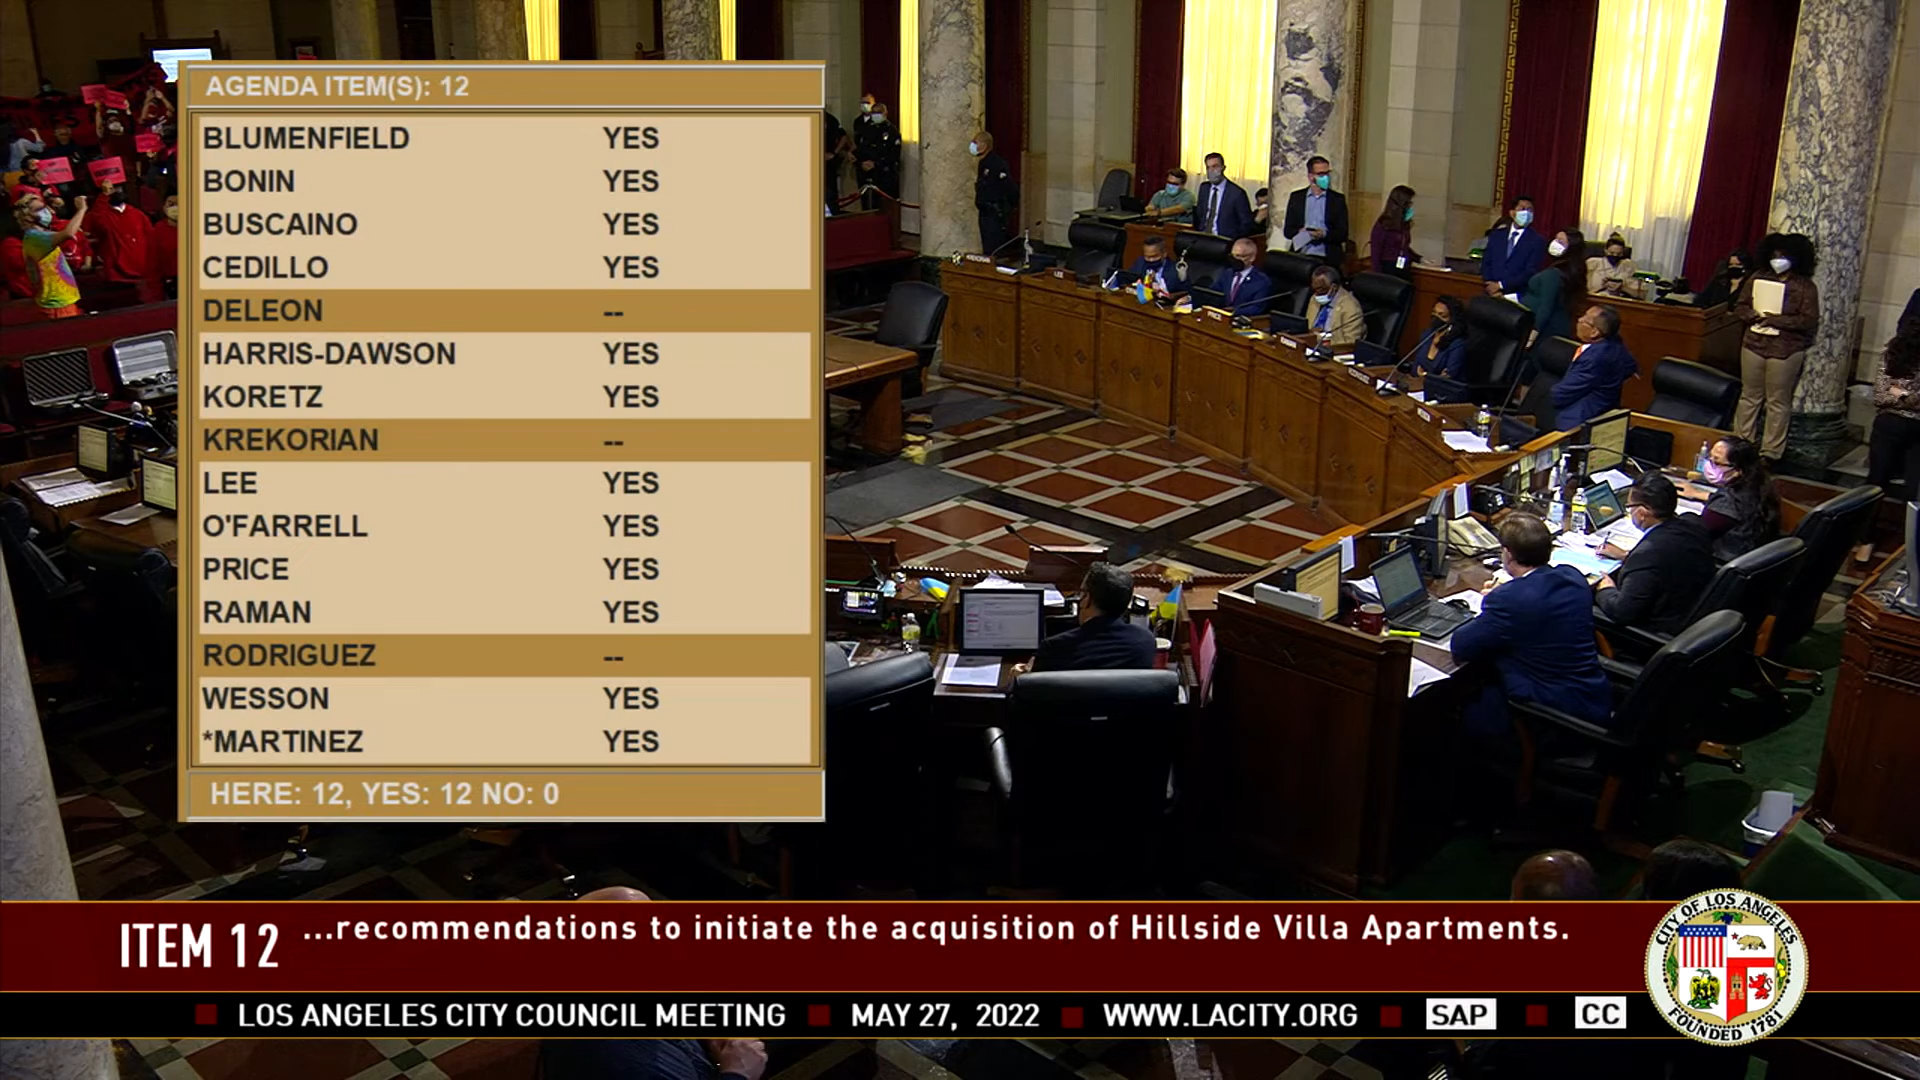 AGENDA ITEM(S): 12
BLUMENFIELD YES
BONIN YES
BUSCAINO YES
CEDILLO YES
DELEON --
HARRIS-DAWSON YES
KORETZ YES
KREKORIAN --
LEE YES
O'FARRELL YES
PRICE YES
RAMAN YES
RODRIGUEZ --
WESSON YES
*MARTINEZ YES
HERE: 12, YES: 12 NO: 0
KREKORIAN
LEE
PRICE
ITEM 12
...recommendations to initiate the acquisition of Hillside Villa Apartments.
LOS ANGELES CITY COUNCIL MEETING MAY 27, 2022 WWW.LACITY.ORG SAP CC
CITY OF LOS ANGELES
FOUNDED 1781